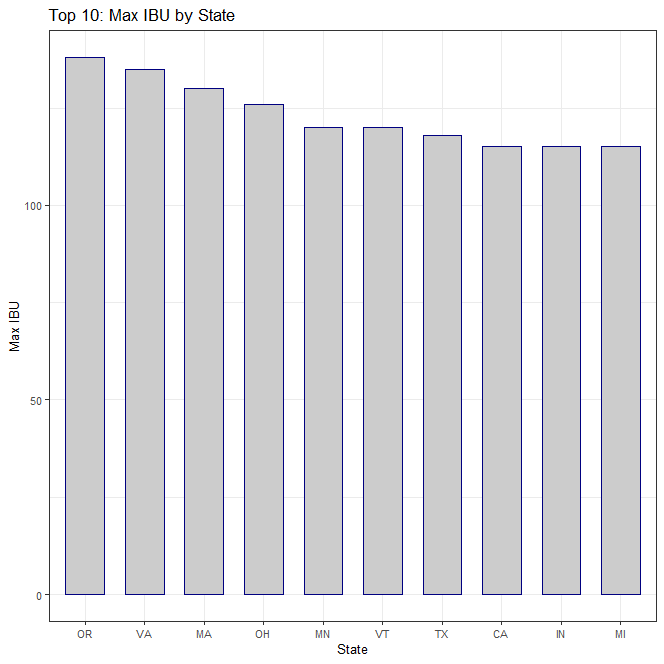 Top 10: Max IBU by State
Max IBU
100
50
0
OR VA MA OH MN VT TX CA IN MI
State